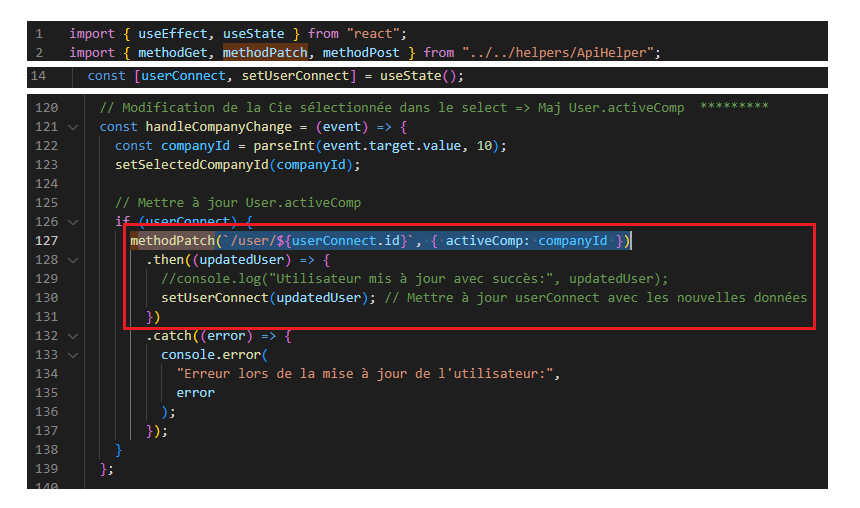 1 import { useEffect, useState } from "react";
2 import { methodGet, methodPatch, methodPost } from "../../helpers/ApiHelper";
14 const [userConnect, setUserConnect] = useState();
120 // Modification de la Cie sélectionnée dans le select => Maj User.activeComp *********
121 const handleCompanyChange = (event) => {
122 const companyId = parseInt(event.target.value, 10);
123 setSelectedCompanyId(companyId);
124
125 // Mettre à jour User.activeComp
126 if (userConnect) {
127 methodPatch(`/user/${userConnect.id}`, { activeComp: companyId })
128 .then((updatedUser) => {
129 //console.log("Utilisateur mis à jour avec succès:", updatedUser);
130 setUserConnect(updatedUser); // Mettre à jour userConnect avec les nouvelles données
131 })
132 .catch((error) => {
133 console.error(
134 "Erreur lors de la mise à jour de l'utilisateur:",
135 error
136 );
137 });
138 }
139 };
140